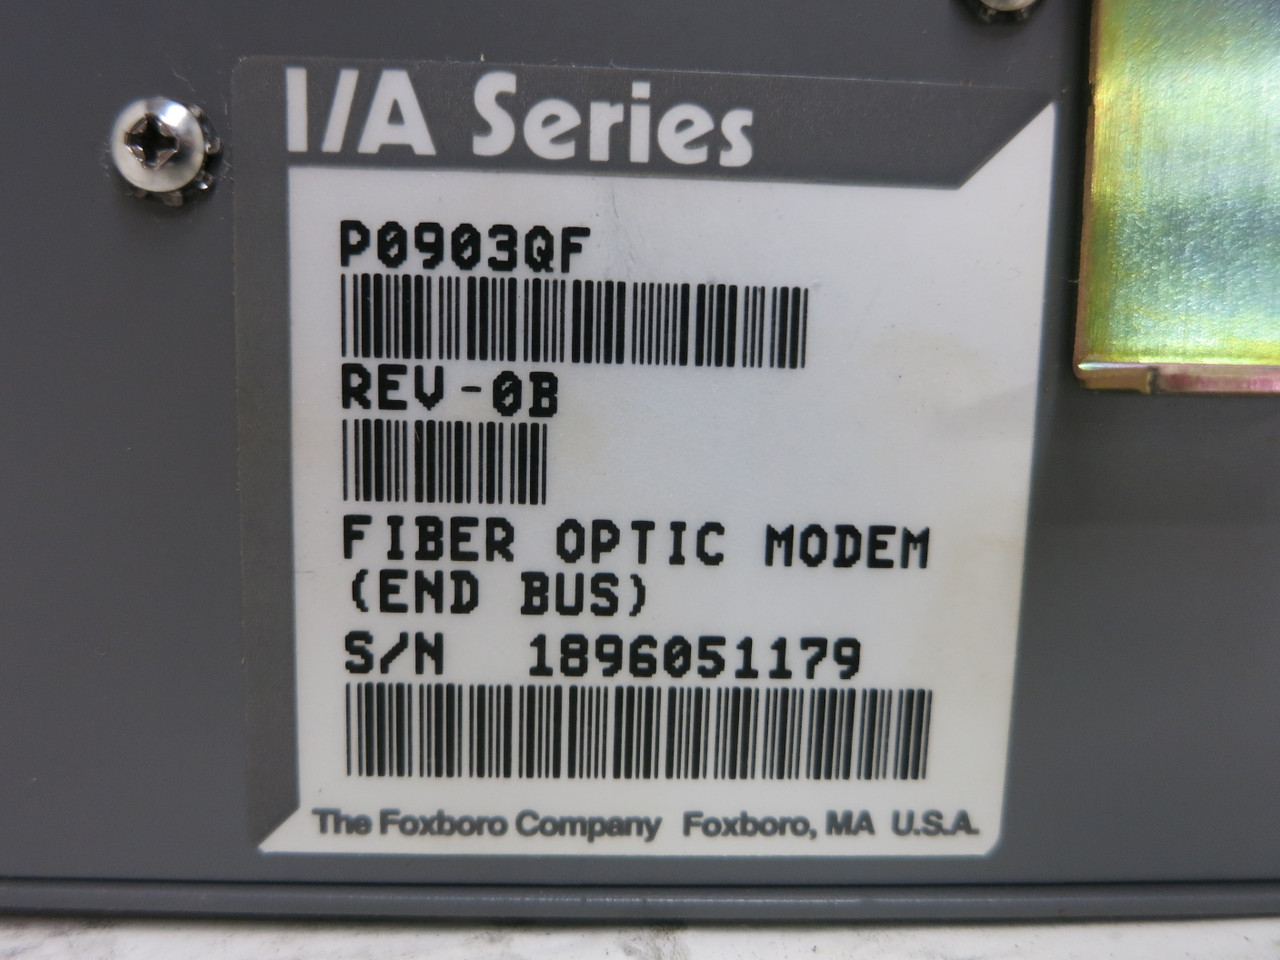 I/A Series
P0903QF
REV-0B
FIBER OPTIC MODEM
(END BUS)
S/N 1896051179
The Foxboro Company Foxboro, MA U.S.A.